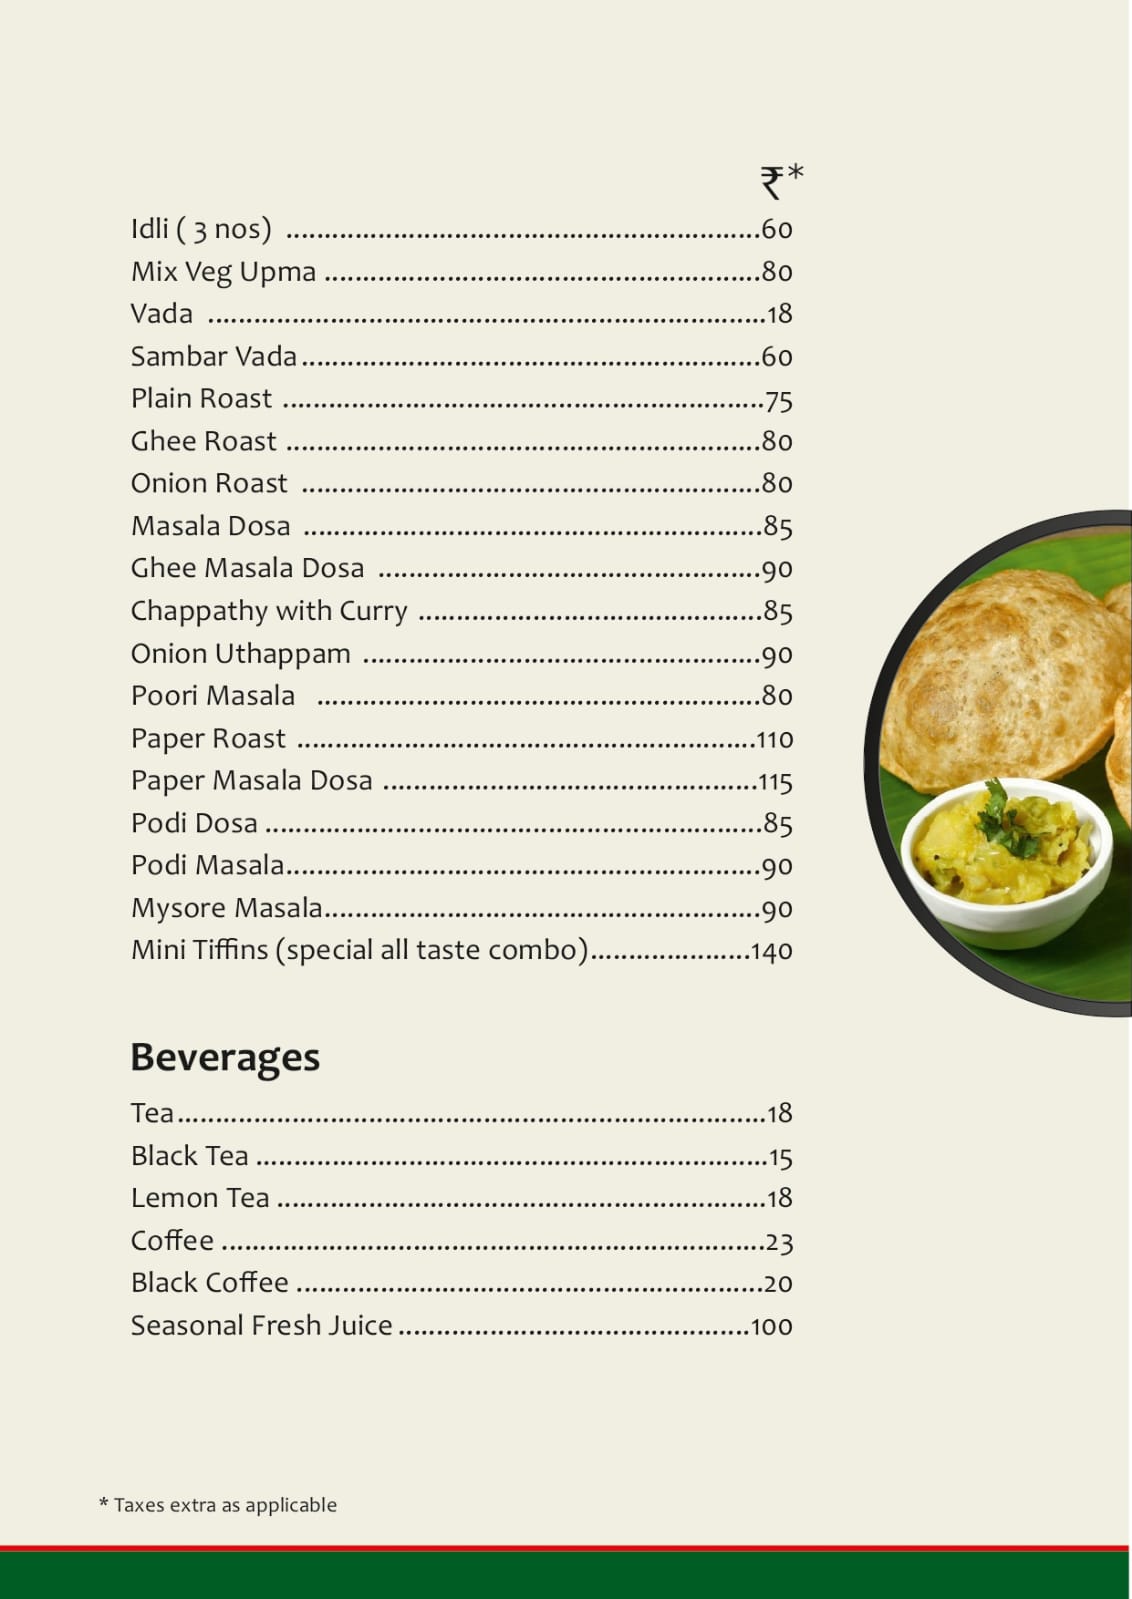 ₹*
Idli ( 3 nos) ..............................................................60
Mix Veg Upma .........................................................80
Vada .........................................................................18
Sambar Vada............................................................60
Plain Roast ...............................................................75
Ghee Roast ..............................................................80
Onion Roast ............................................................80
Masala Dosa ............................................................85
Ghee Masala Dosa ..................................................90
Chappathy with Curry .............................................85
Onion Uthappam ....................................................90
Poori Masala ..........................................................80
Paper Roast ............................................................110
Paper Masala Dosa .................................................115
Podi Dosa .................................................................85
Podi Masala..............................................................90
Mysore Masala.........................................................90
Mini Tiffins (special all taste combo).....................140
Beverages
Tea.............................................................................18
Black Tea ...................................................................15
Lemon Tea ................................................................18
Coffee .......................................................................23
Black Coffee .............................................................20
Seasonal Fresh Juice ..............................................100
* Taxes extra as applicable